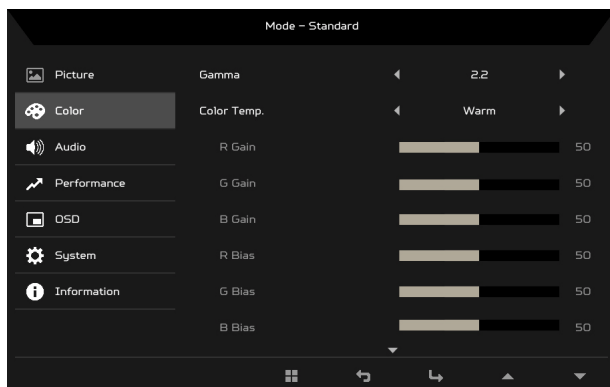 Mode - Standard
Picture
Gamma 2.2
Color
Color Temp. Warm
Audio
R Gain 50
Performance
G Gain 50
OSD
B Gain 50
System
R Bias 50
Information
G Bias 50
B Bias 50